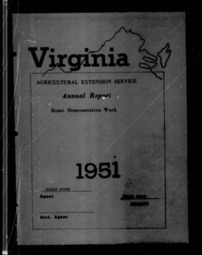 Virginia
AGRICULTURAL EXTENSION SERVICE
Annual Report
Home Demonstration Work
1951
Agent
Asst. Agent